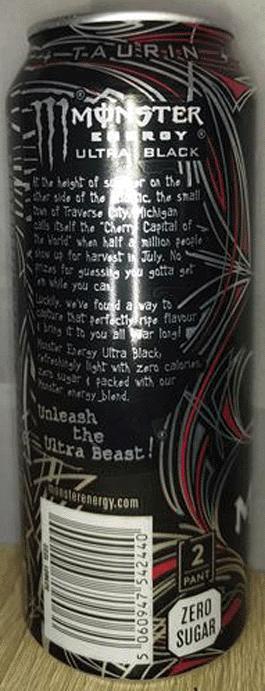 TAURIN
MONSTER
ENERGY
ULTRA BLACK
At the height of summer on the
other side of the Atlantic, the small
town of Traverse City, Michigan
calls itself the "Cherry Capital of
the World" when half a million people
show up for harvest in July. No
prizes for guessing you gotta get
in while you can.
Luckily, we've found a way to
capture that perfectly ripe flavour
& bring it to you all year long!
Monster Energy Ultra Black,
refreshingly light with zero calories,
Zero sugar & packed with our
Monster energy blend.
Unleash
the
Ultra Beast!
monsterenergy.com
5 060947 542440
2
PANT
ZERO
SUGAR